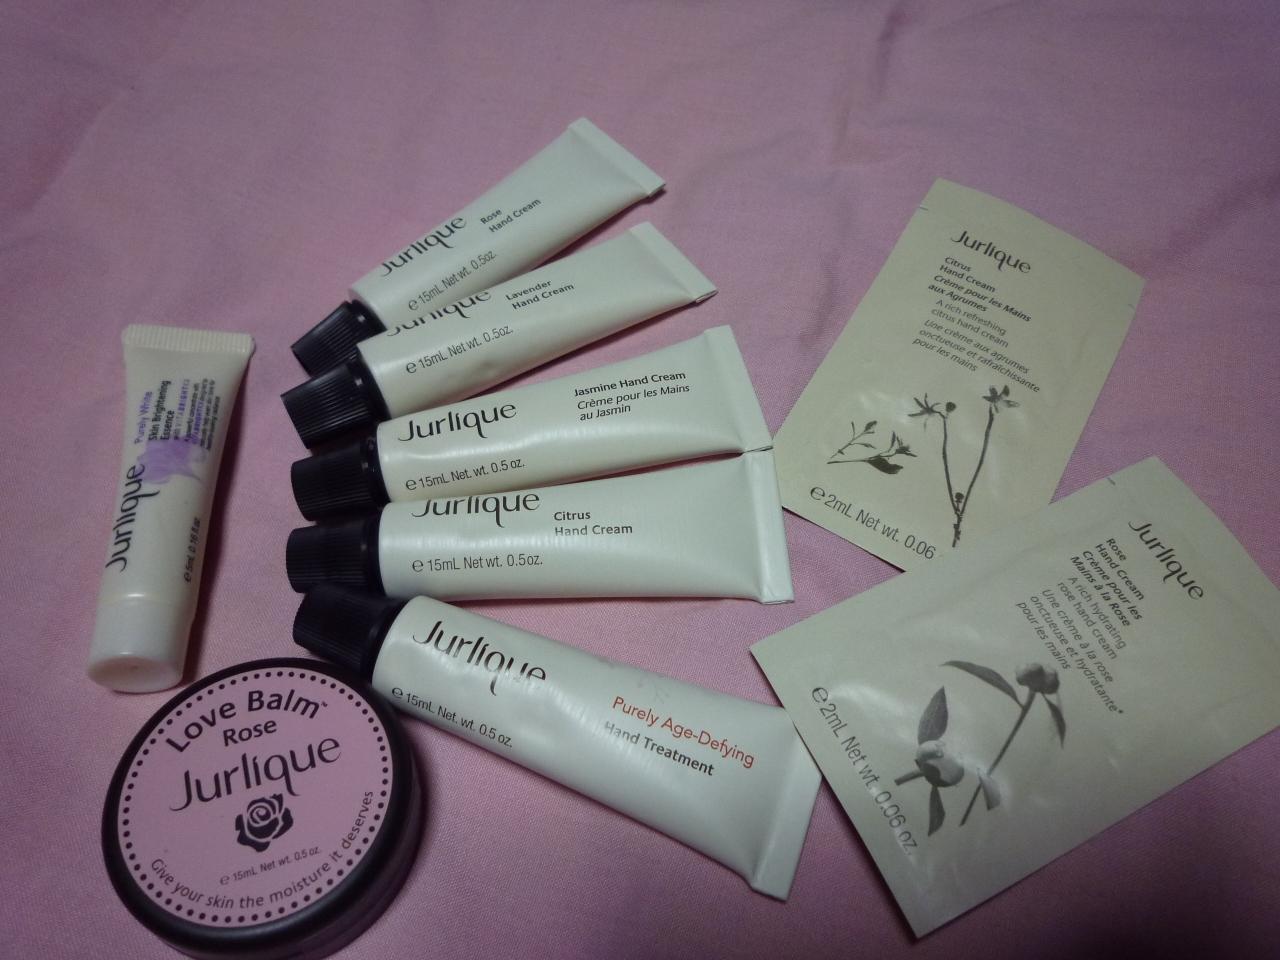 Jurlique
Rose
Hand Cream
e 15mL Net wt. 0.5oz.
Jurlique
Lavender
Hand Cream
e 15mL Net wt. 0.5oz.
Jurlique
Jasmine Hand Cream
Crème pour les Mains
au Jasmin
e 15mL Net. wt. 0.5 oz.
Jurlique
Citrus
Hand Cream
e 15mL Net wt. 0.5oz.
Jurlique
Purely Age-Defying
Hand Treatment
e 15mL Net. wt. 0.5 oz.
Jurlique
Purely White
Skin Brightening
Essence
e 5mL 0.16 fl.oz.
Love Balm™
Rose
Jurlique
e 15mL Net wt. 0.5 oz.
Give your skin the moisture it deserves
Jurlique
Citrus
Hand Cream
Crème pour les Mains
aux Agrumes
A rich refreshing
citrus hand cream
Une crème aux agrumes
onctueuse et rafraîchissante
pour les mains
e 2mL Net wt. 0.06
Jurlique
Rose
Hand Cream
Crème pour les
Mains à la Rose
A rich hydrating
rose hand cream
Une crème à la rose
onctueuse et hydratante*
pour les mains
e 2mL Net wt. 0.06 oz.